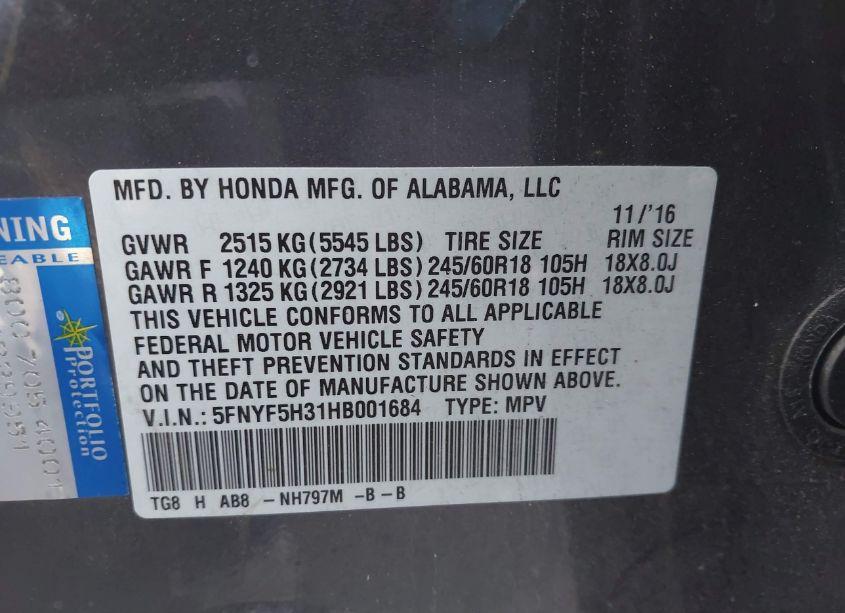 MFD. BY HONDA MFG. OF ALABAMA, LLC
11/'16
GVWR 2515 KG (5545 LBS) TIRE SIZE RIM SIZE
GAWR F 1240 KG (2734 LBS) 245/60R18 105H 18X8.0J
GAWR R 1325 KG (2921 LBS) 245/60R18 105H 18X8.0J
THIS VEHICLE CONFORMS TO ALL APPLICABLE
FEDERAL MOTOR VEHICLE SAFETY
AND THEFT PREVENTION STANDARDS IN EFFECT
ON THE DATE OF MANUFACTURE SHOWN ABOVE.
V.I.N.: 5FNYF5H31HB001684 TYPE: MPV
TG8 H AB8 - NH797M - B - B
NING
EABLE
PORTFOLIO
Protection